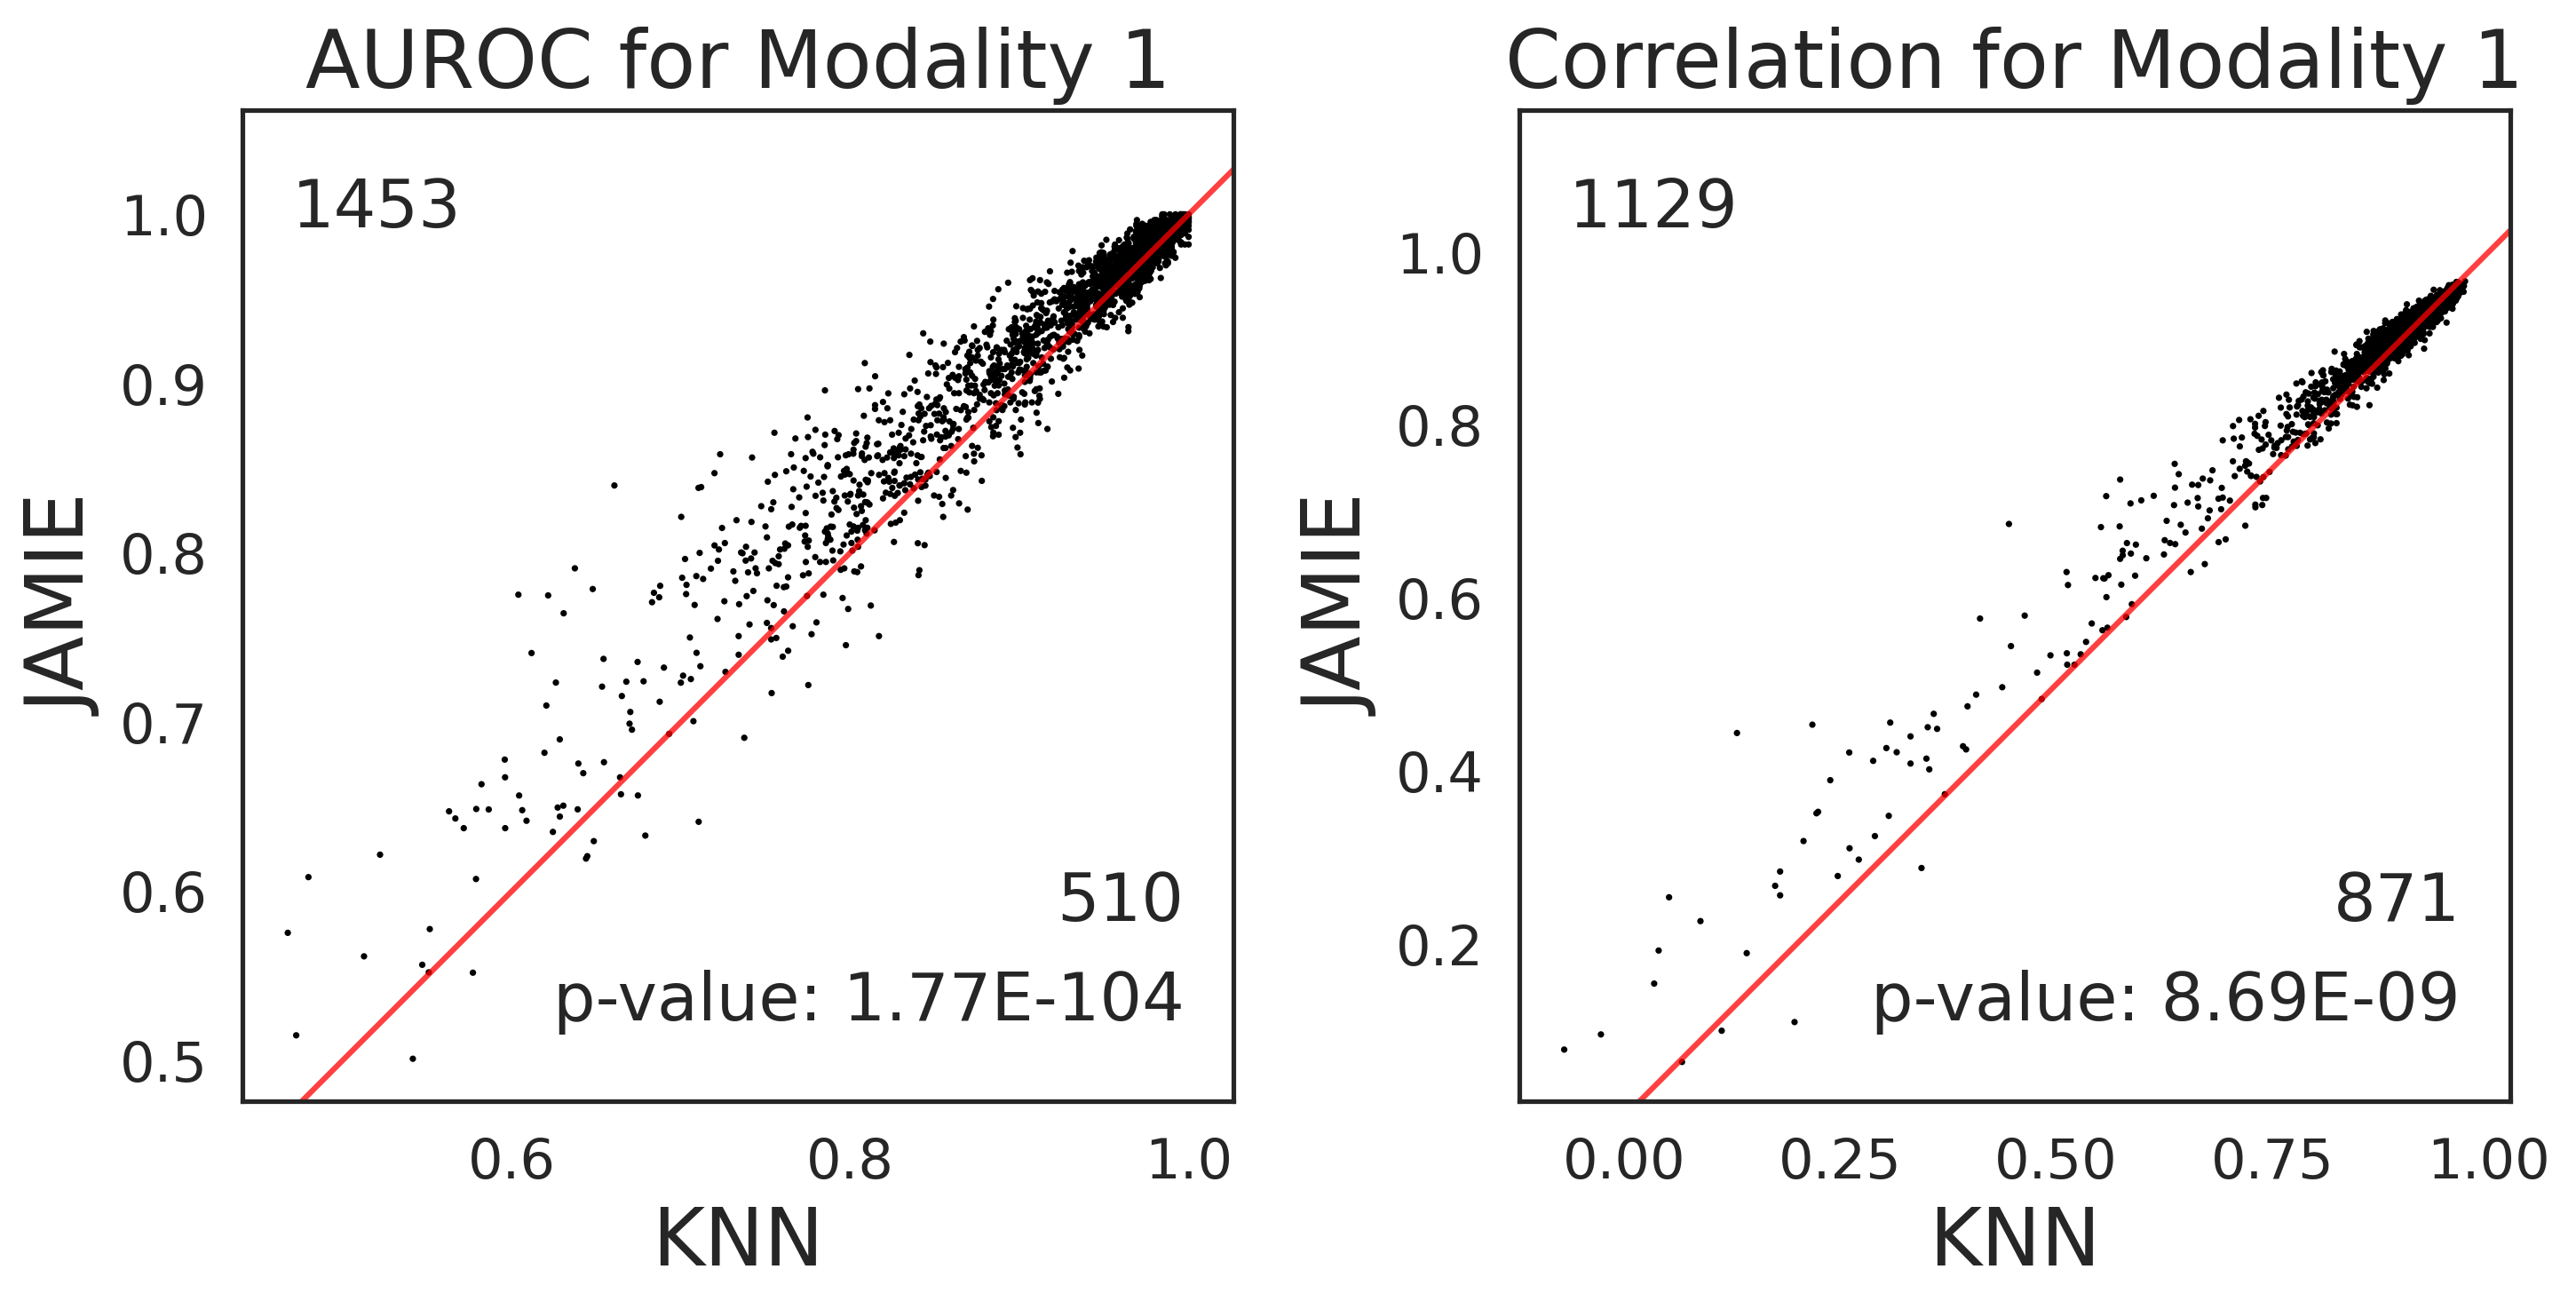 AUROC for Modality 1
1453
1.0
0.9
0.8
0.7
0.6
0.5
JAMIE
510
p-value: 1.77E-104
0.6 0.8 1.0
KNN
Correlation for Modality 1
1129
1.0
0.8
0.6
0.4
0.2
JAMIE
871
p-value: 8.69E-09
0.00 0.25 0.50 0.75 1.00
KNN